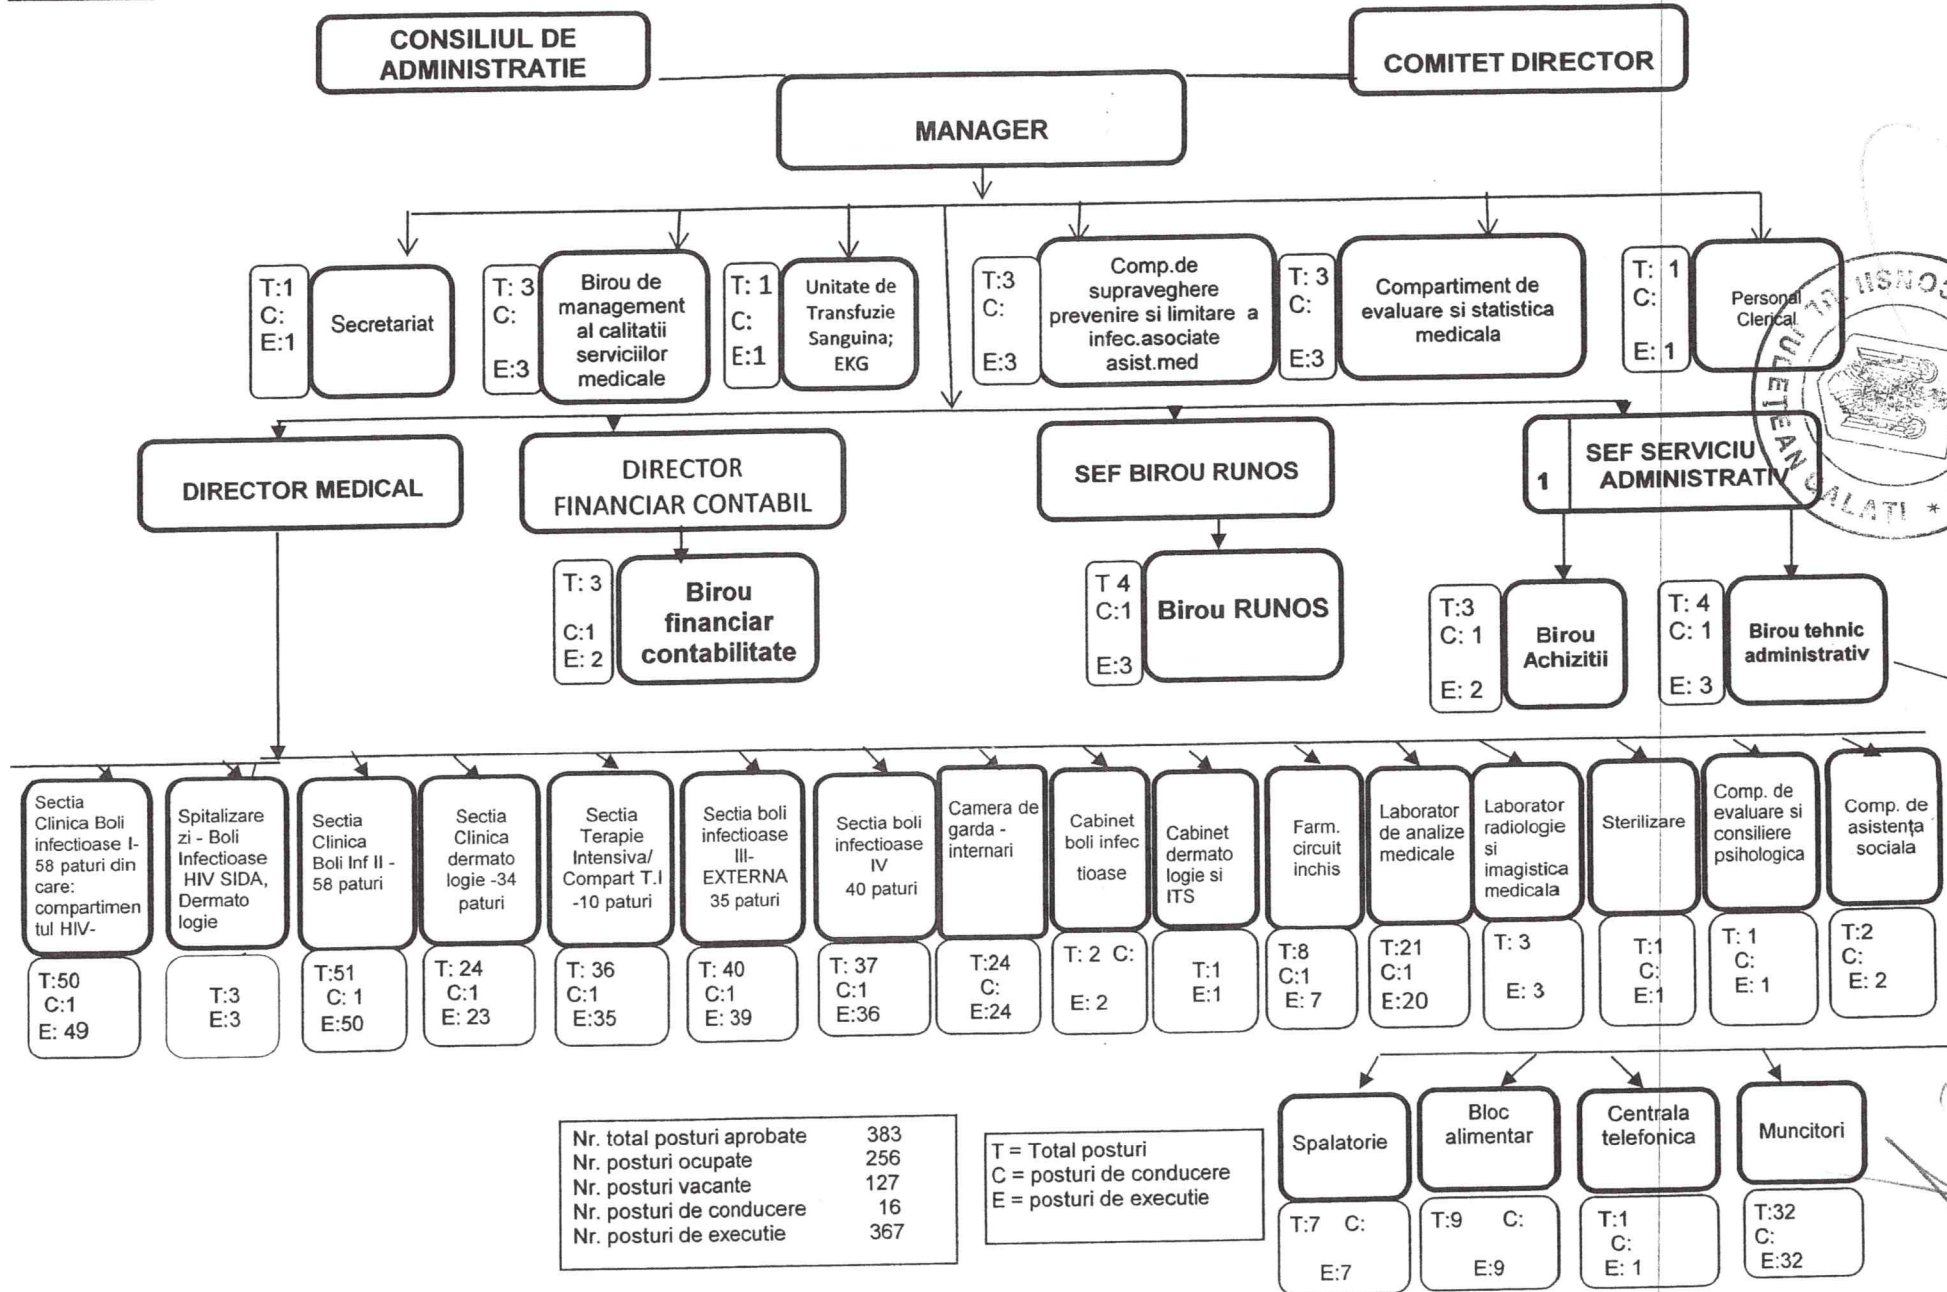 CONSILIUL DE
ADMINISTRATIE
COMITET DIRECTOR
MANAGER
T:1
C:
E:1
Secretariat
T: 3
C:
E:3
Birou de
management
al calitatii
serviciilor
medicale
T: 1
C:
E:1
Unitate de
Transfuzie
Sanguina;
EKG
T:3
C:
E:3
Comp.de
supraveghere
prevenire si limitare a
infec.asociate
asist.med
T: 3
C:
E:3
Compartiment de
evaluare si statistica
medicala
T: 1
C:
E: 1
Personal
Clerical
JUDEȚEAN GALATI *
DIRECTOR MEDICAL
DIRECTOR
FINANCIAR CONTABIL
SEF BIROU RUNOS
1
SEF SERVICIU
ADMINISTRATIV
T: 3
C:1
E: 2
Birou
financiar
contabilitate
T 4
C:1
E:3
Birou RUNOS
T:3
C: 1
E: 2
Birou
Achizitii
T: 4
C: 1
E: 3
Birou tehnic
administrativ
Sectia
Clinica Boli
infectioase I-
58 paturi din
care:
compartimen
tul HIV-
T:50
C:1
E: 49
Spitalizare
zi - Boli
Infectioase
HIV SIDA,
Dermato
logie
T:3
E:3
Sectia
Clinica
Boli Inf II -
58 paturi
T:51
C: 1
E:50
Sectia
Clinica
dermato
logie -34
paturi
T: 24
C:1
E: 23
Sectia
Terapie
Intensiva/
Compart T.I
-10 paturi
T: 36
C:1
E:35
Sectia boli
infectioase
III-
EXTERNA
35 paturi
T: 40
C:1
E: 39
Sectia boli
infectioase
IV
40 paturi
T: 37
C:1
E:36
Camera de
garda -
internari
T:24
C:
E:24
Cabinet
boli infec
tioase
T: 2 C:
E: 2
Cabinet
dermato
logie si
ITS
T:1
E:1
Farm.
circuit
inchis
T:8
C:1
E: 7
Laborator
de analize
medicale
T:21
C:1
E:20
Laborator
radiologie
si
imagistica
medicala
T: 3
E: 3
Sterilizare
T:1
C:
E:1
Comp. de
evaluare si
consiliere
psihologica
T: 1
C:
E: 1
Comp. de
asistența
sociala
T:2
C:
E: 2
Nr. total posturi aprobate 383
Nr. posturi ocupate 256
Nr. posturi vacante 127
Nr. posturi de conducere 16
Nr. posturi de executie 367
T = Total posturi
C = posturi de conducere
E = posturi de executie
Spalatorie
T:7 C:
E:7
Bloc
alimentar
T:9 C:
E:9
Centrala
telefonica
T:1
C:
E: 1
Muncitori
T:32
C:
E:32